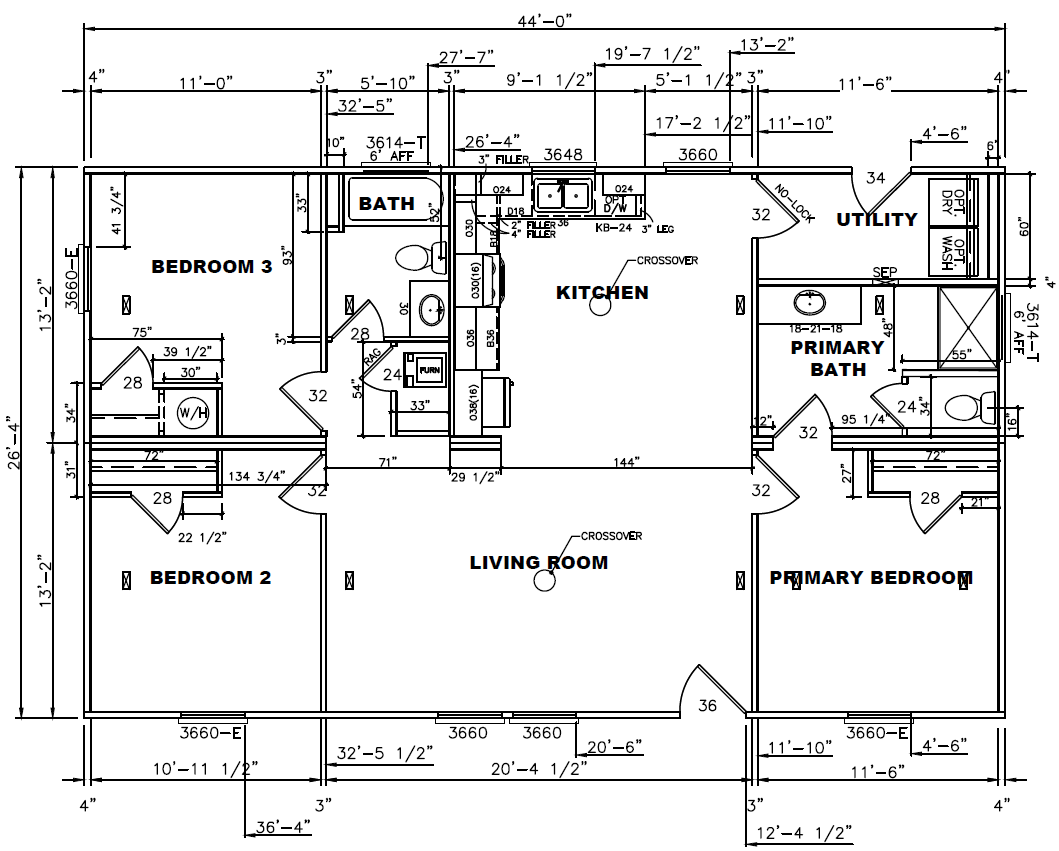 44'-0"
27'-7"
19'-7 1/2"
13'-2"
4"
11'-0"
3"
5'-10"
3"
9'-1 1/2"
5'-1 1/2"
3"
11'-6"
4"
32'-5"
26'-4"
17'-2 1/2"
11'-10"
4'-6"
10"
3614-T
6' AFF
3" FILLER
3648
3660
6'
34
41 3/4"
33"
BATH
52"
O24
O24
OPT
D/W
NO-LOCK
32
UTILITY
OPT.
DRY.
60"
D18
2" FILLER
36
4" FILLER
KB-24
3" LEG
O30
B18
93"
BEDROOM 3
3660-E
13'-2"
CROSSOVER
KITCHEN
O30(16)
OPT.
WASH
SEP
4"
30
3614-T
6' AFF
18-21-18
48"
75"
3"
28
O36
B36
PRIMARY
BATH
39 1/2"
RAG
FURN
55"
28
30"
24
54"
32
W/H
33"
O38(16)
34"
24
34"
12"
95 1/4"
16"
32
26'-4"
72"
134 3/4"
71"
29 1/2"
144"
72"
31"
27"
28
32
32
28
21"
22 1/2"
CROSSOVER
LIVING ROOM
BEDROOM 2
PRIMARY BEDROOM
13'-2"
36
3660-E
3660
3660
3660-E
32'-5 1/2"
20'-6"
11'-10"
4'-6"
10'-11 1/2"
20'-4 1/2"
11'-6"
4"
3"
3"
4"
36'-4"
12'-4 1/2"